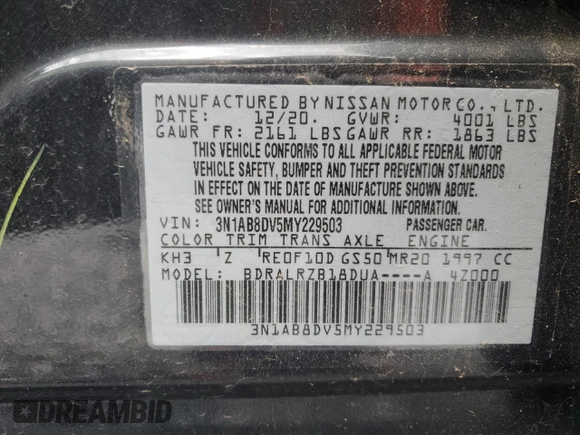 MANUFACTURED BY NISSAN MOTOR CO., LTD.
DATE: 12/20. GVWR: 4001 LBS
GAWR FR: 2161 LBS GAWR RR: 1863 LBS
THIS VEHICLE CONFORMS TO ALL APPLICABLE FEDERAL MOTOR
VEHICLE SAFETY, BUMPER AND THEFT PREVENTION STANDARDS
IN EFFECT ON THE DATE OF MANUFACTURE SHOWN ABOVE.
SEE OWNER'S MANUAL FOR ADDITIONAL INFORMATION
VIN: 3N1AB8DV5MY229503 PASSENGER CAR.
COLOR TRIM TRANS AXLE ENGINE
KH3 Z RE0F10D GS50 MR20 1997 CC
MODEL: BDRALRZB18DUA----A 4Z000
3N1AB8DV5MY229503
DREAMBID